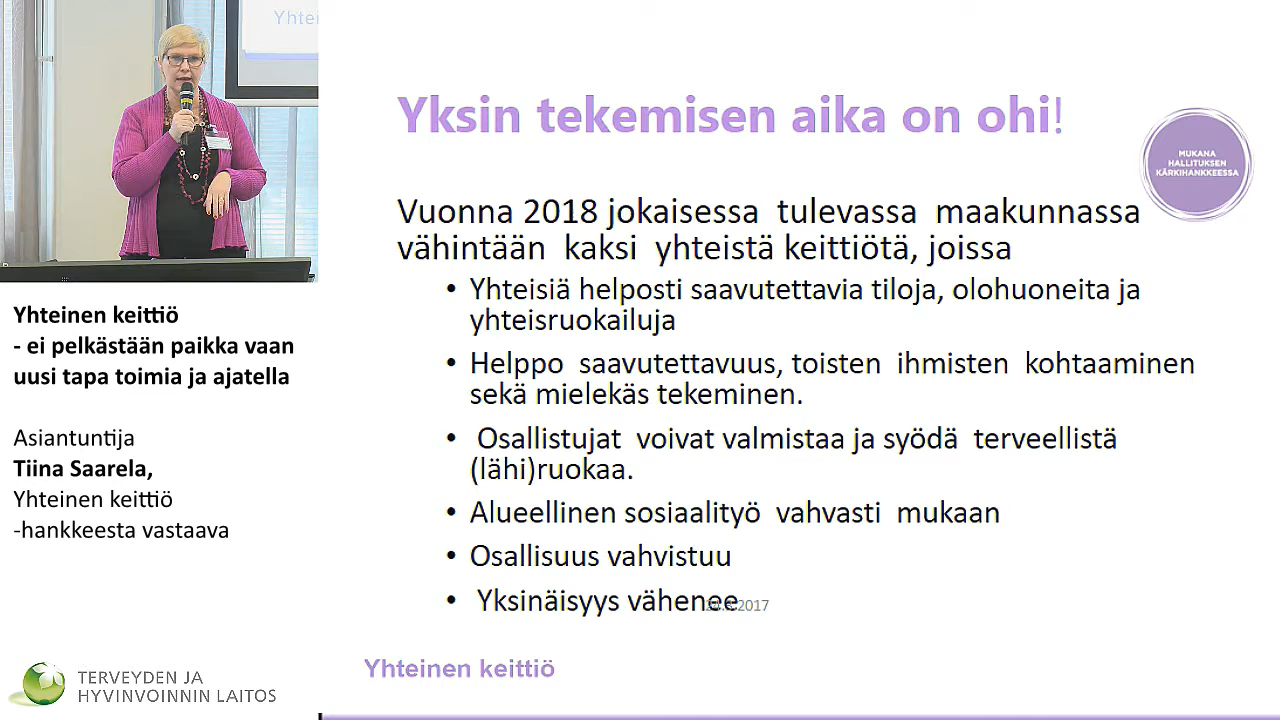 Yhtei
Yhteinen keittiö
- ei pelkästään paikka vaan
uusi tapa toimia ja ajatella
Asiantuntija
Tiina Saarela,
Yhteinen keittiö
-hankkeesta vastaava
TERVEYDEN JA
HYVINVOINNIN LAITOS
Yksin tekemisen aika on ohi!
MUKANA
HALLITUKSEN
KÄRKIHANKKEESSA
Vuonna 2018 jokaisessa tulevassa maakunnassa
vähintään kaksi yhteistä keittiötä, joissa
• Yhteisiä helposti saavutettavia tiloja, olohuoneita ja
yhteisruokailuja
• Helppo saavutettavuus, toisten ihmisten kohtaaminen
sekä mielekäs tekeminen.
• Osallistujat voivat valmistaa ja syödä terveellistä
(lähi)ruokaa.
• Alueellinen sosiaalityö vahvasti mukaan
• Osallisuus vahvistuu
• Yksinäisyys vähenee
2017
Yhteinen keittiö